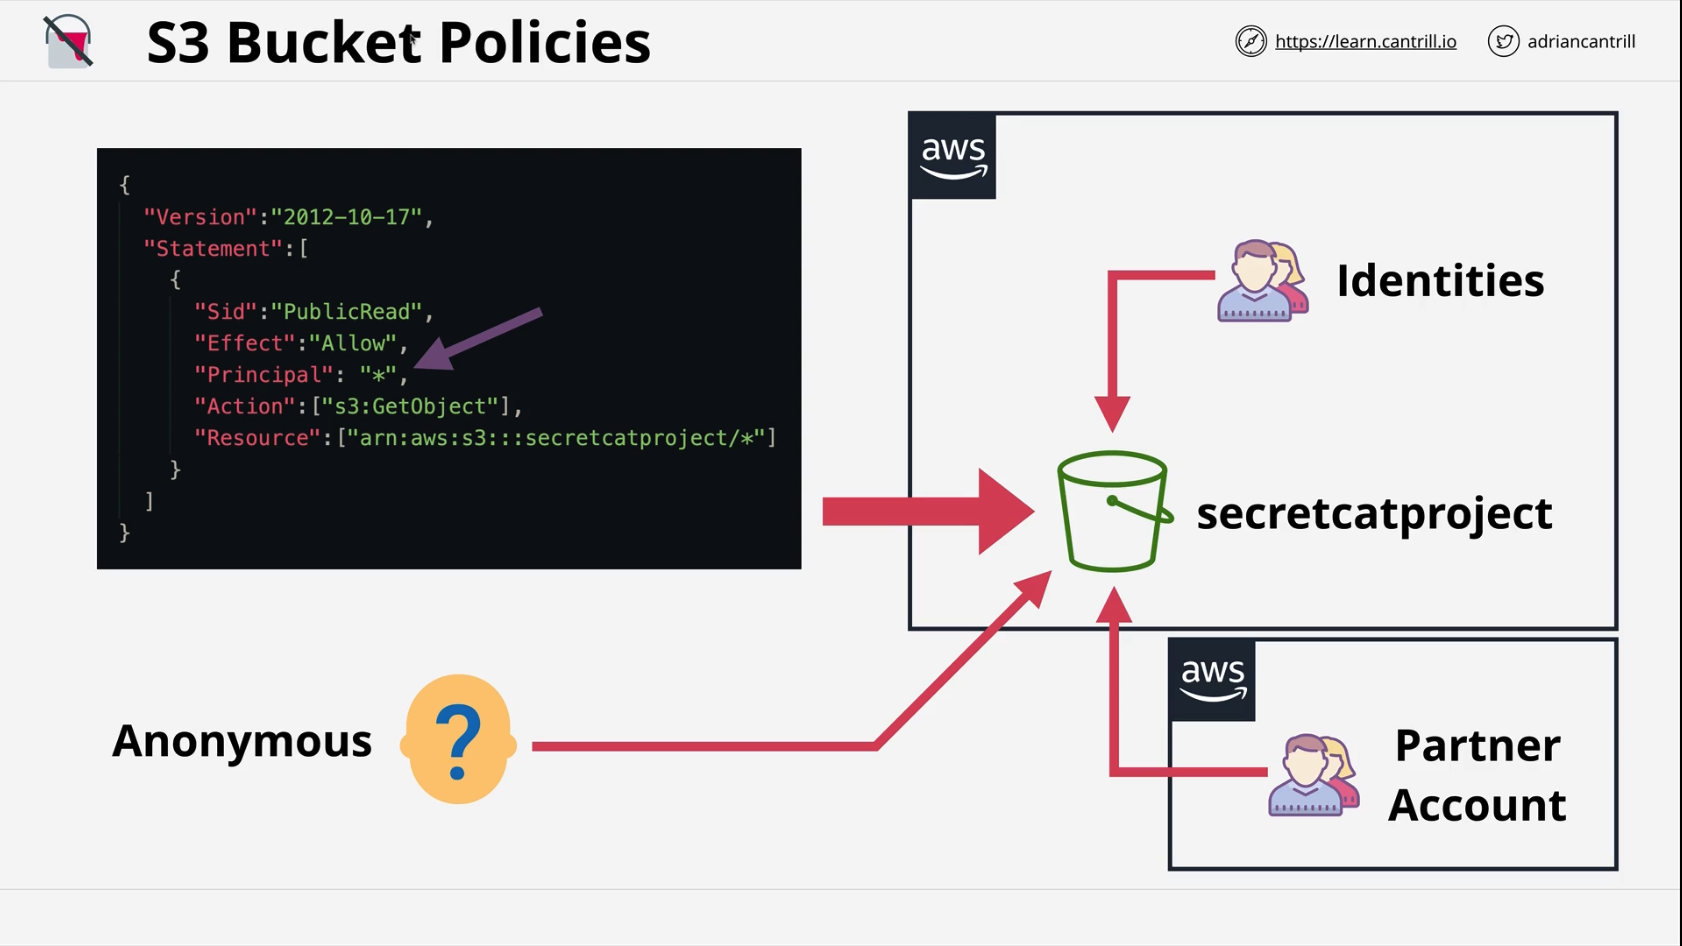 S3 Bucket Policies
https://learn.cantrill.io
adriancantrill
{
"Version":"2012-10-17",
"Statement":[
{
"Sid":"PublicRead",
"Effect":"Allow",
"Principal": "*",
"Action":["s3:GetObject"],
"Resource":["arn:aws:s3:::secretcatproject/*"]
}
]
}
aws
Identities
secretcatproject
Anonymous
?
aws
Partner
Account